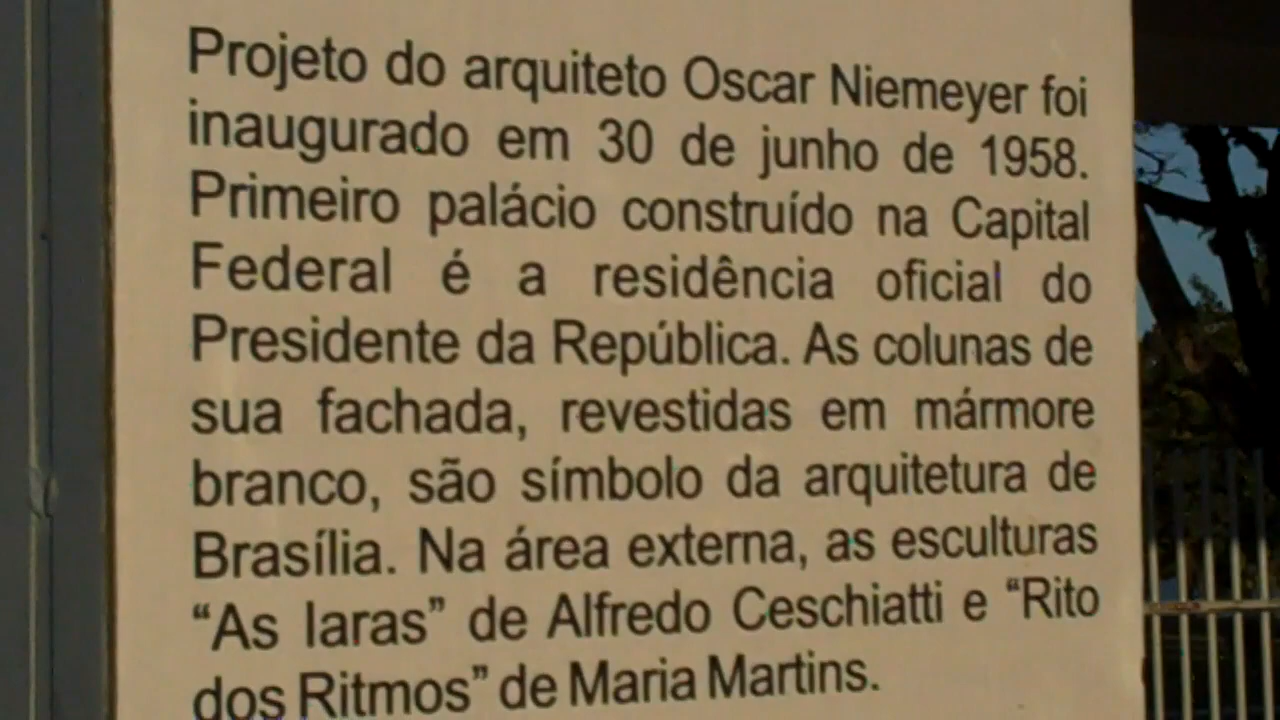 Projeto do arquiteto Oscar Niemeyer foi
inaugurado em 30 de junho de 1958.
Primeiro palácio construído na Capital
Federal é a residência oficial do
Presidente da República. As colunas de
sua fachada, revestidas em mármore
branco, são símbolo da arquitetura de
Brasília. Na área externa, as esculturas
“As Iaras” de Alfredo Ceschiatti e “Rito
dos Ritmos” de Maria Martins.